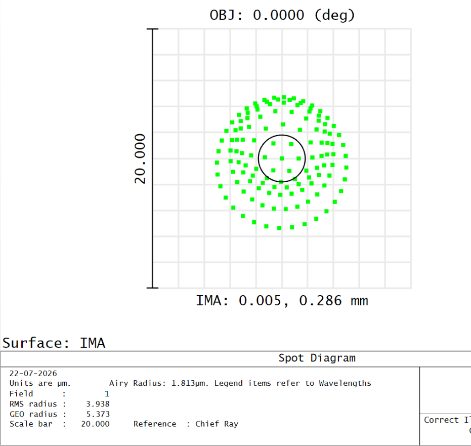 OBJ: 0.0000 (deg)
20.000
IMA: 0.005, 0.286 mm
Surface: IMA
Spot Diagram
22-07-2026
Units are µm. Airy Radius: 1.813µm. Legend items refer to Wavelengths
Field : 1
RMS radius : 3.938
GEO radius : 5.373
Scale bar : 20.000 Reference : Chief Ray
Correct